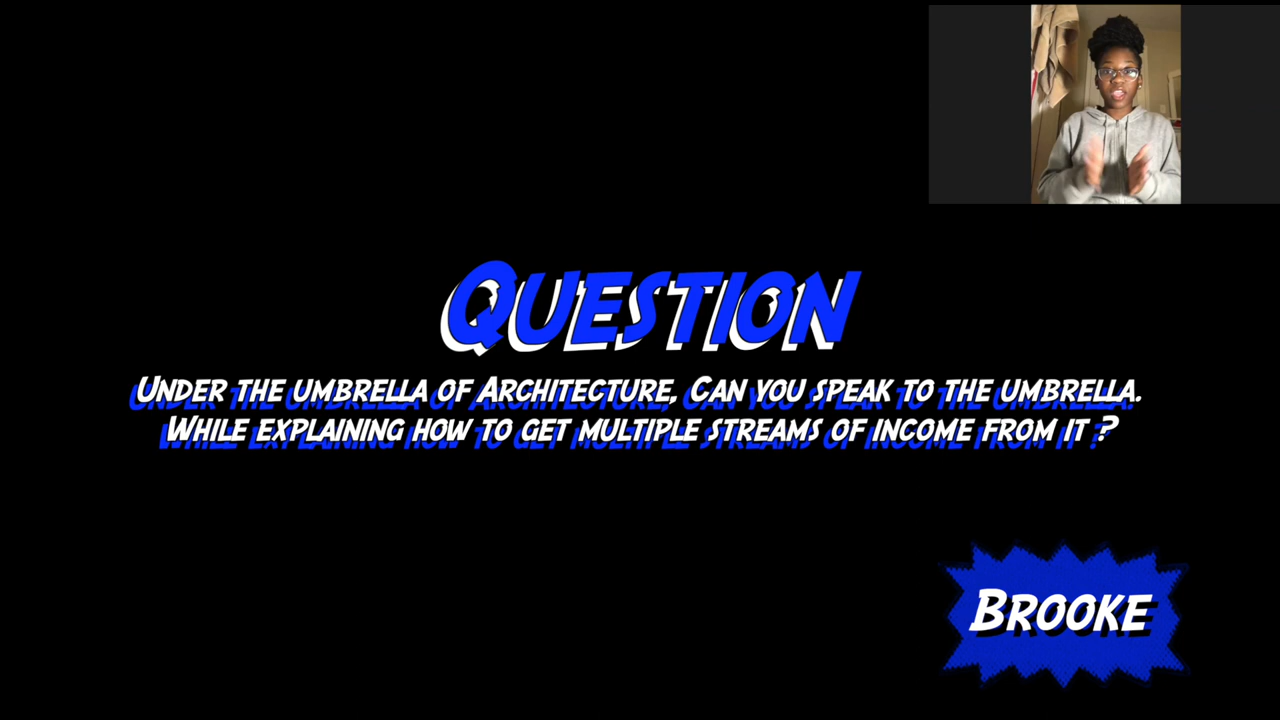 QUESTION
UNDER THE UMBRELLA OF ARCHITECTURE, CAN YOU SPEAK TO THE UMBRELLA.
WHILE EXPLAINING HOW TO GET MULTIPLE STREAMS OF INCOME FROM IT ?
BROOKE